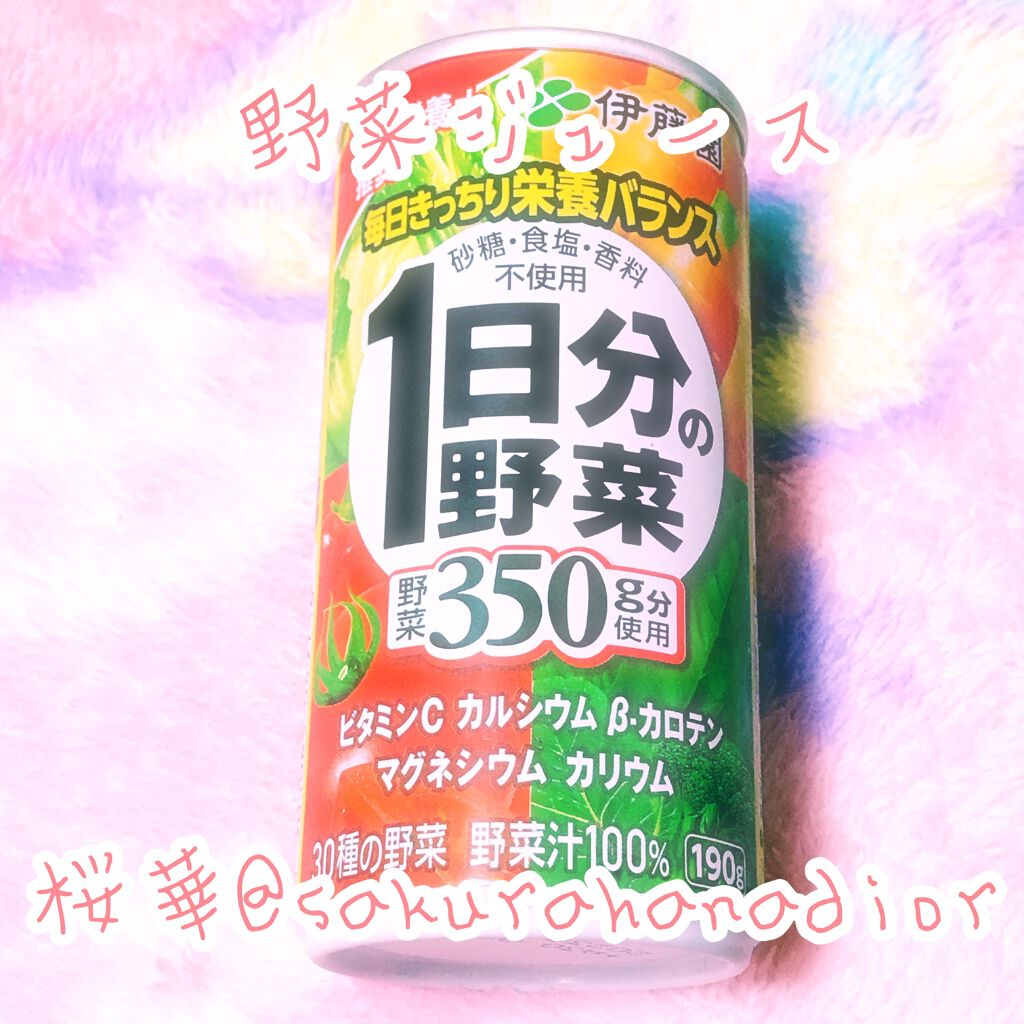 野菜ジュース
伊藤園
毎日きっちり栄養バランス
砂糖・食塩・香料
不使用
1日分の
野菜
野菜350g分使用
ビタミンC カルシウム β-カロテン
マグネシウム カリウム
30種の野菜 野菜汁100% 190g
桜華@sakurahanadior